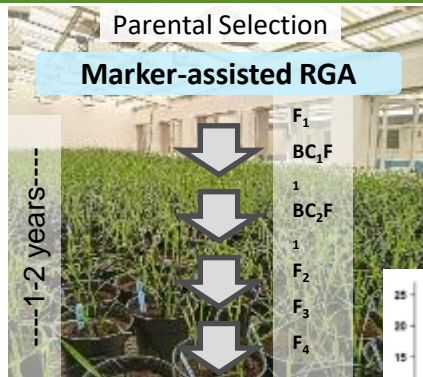 Parental Selection
Marker-assisted RGA
----1-2 years----
F₁
BC₁F
₁
BC₂F
₁
F₂
F₃
F₄
25
20
15